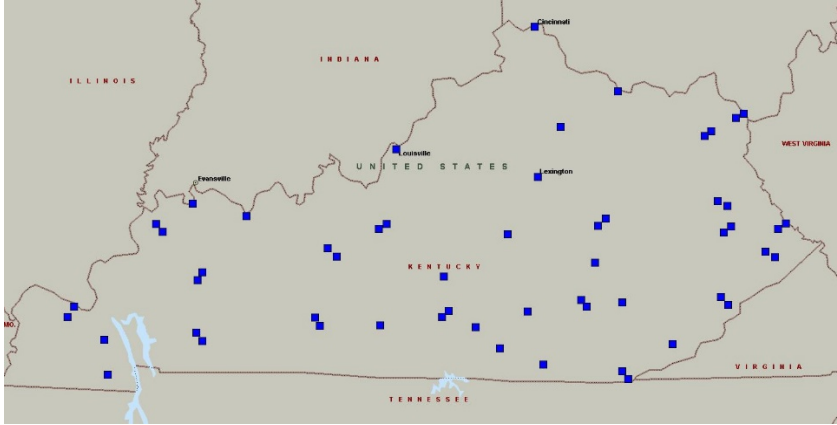 Cincinnati
INDIANA
ILLINOIS
WEST VIRGINIA
Louisville
UNITED STATES
Lexington
Evansville
KENTUCKY
MO.
VIRGINIA
TENNESSEE